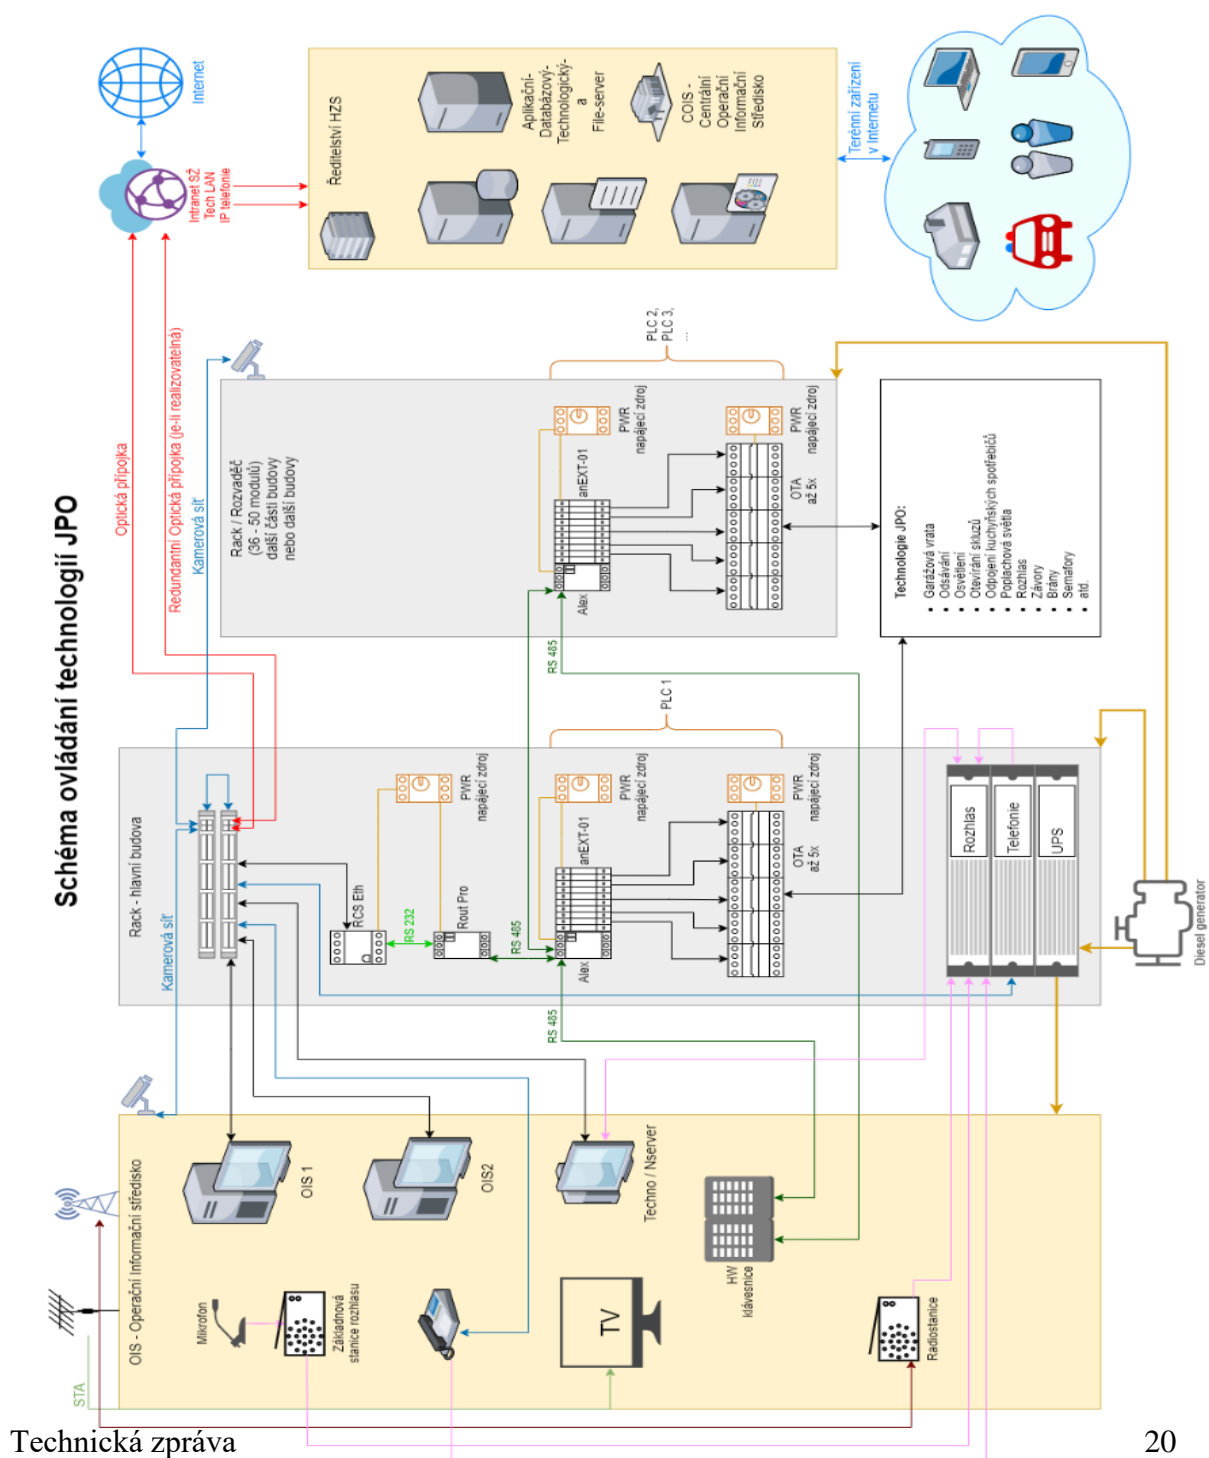 Schéma ovládání technologií JPO
Internet
Intranet SŽ
Tech LAN
IP telefonie
Optická přípojka
Redundantní Optická přípojka (je-li realizovatelná)
Kamerová síť
Ředitelství HZS
Aplikační-
Databázový-
Technologický-
a
File-server
COIS -
Centrální
Operační
Informační
Středisko
Terénní zařízení
v Internetu
Rack / Rozvaděč
(36 - 50 modulů)
další části budovy
nebo další budovy
PLC 2,
PLC 3,
...
PWR
napájecí zdroj
anEXT-01
Alex
RS 485
PWR
napájecí zdroj
OTA
až 5x
Technologie JPO:
• Garážová vrata
• Odsávání
• Osvětlení
• Otevírání skluzů
• Odpojení kuchyňských spotřebičů
• Poplachová světla
• Rozhlas
• Závory
• Brány
• Semafory
• atd.
Rack - hlavní budova
Kamerová síť
RCS Eth
RS 232
Rout Pro
PWR
napájecí zdroj
RS 485
PLC 1
PWR
napájecí zdroj
anEXT-01
Alex
RS 485
PWR
napájecí zdroj
OTA
až 5x
Rozhlas
Telefonie
UPS
Diesel generator
OIS - Operační Informační středisko
STA
OIS 1
OIS2
Techno / Nserver
HW
klávesnice
Mikrofon
Základnová
stanice rozhlasu
TV
Radiostanice
Technická zpráva
20